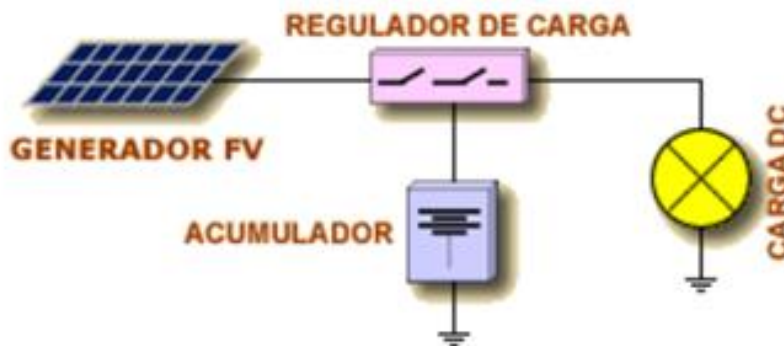 REGULADOR DE CARGA
GENERADOR FV
ACUMULADOR
CARGA DC